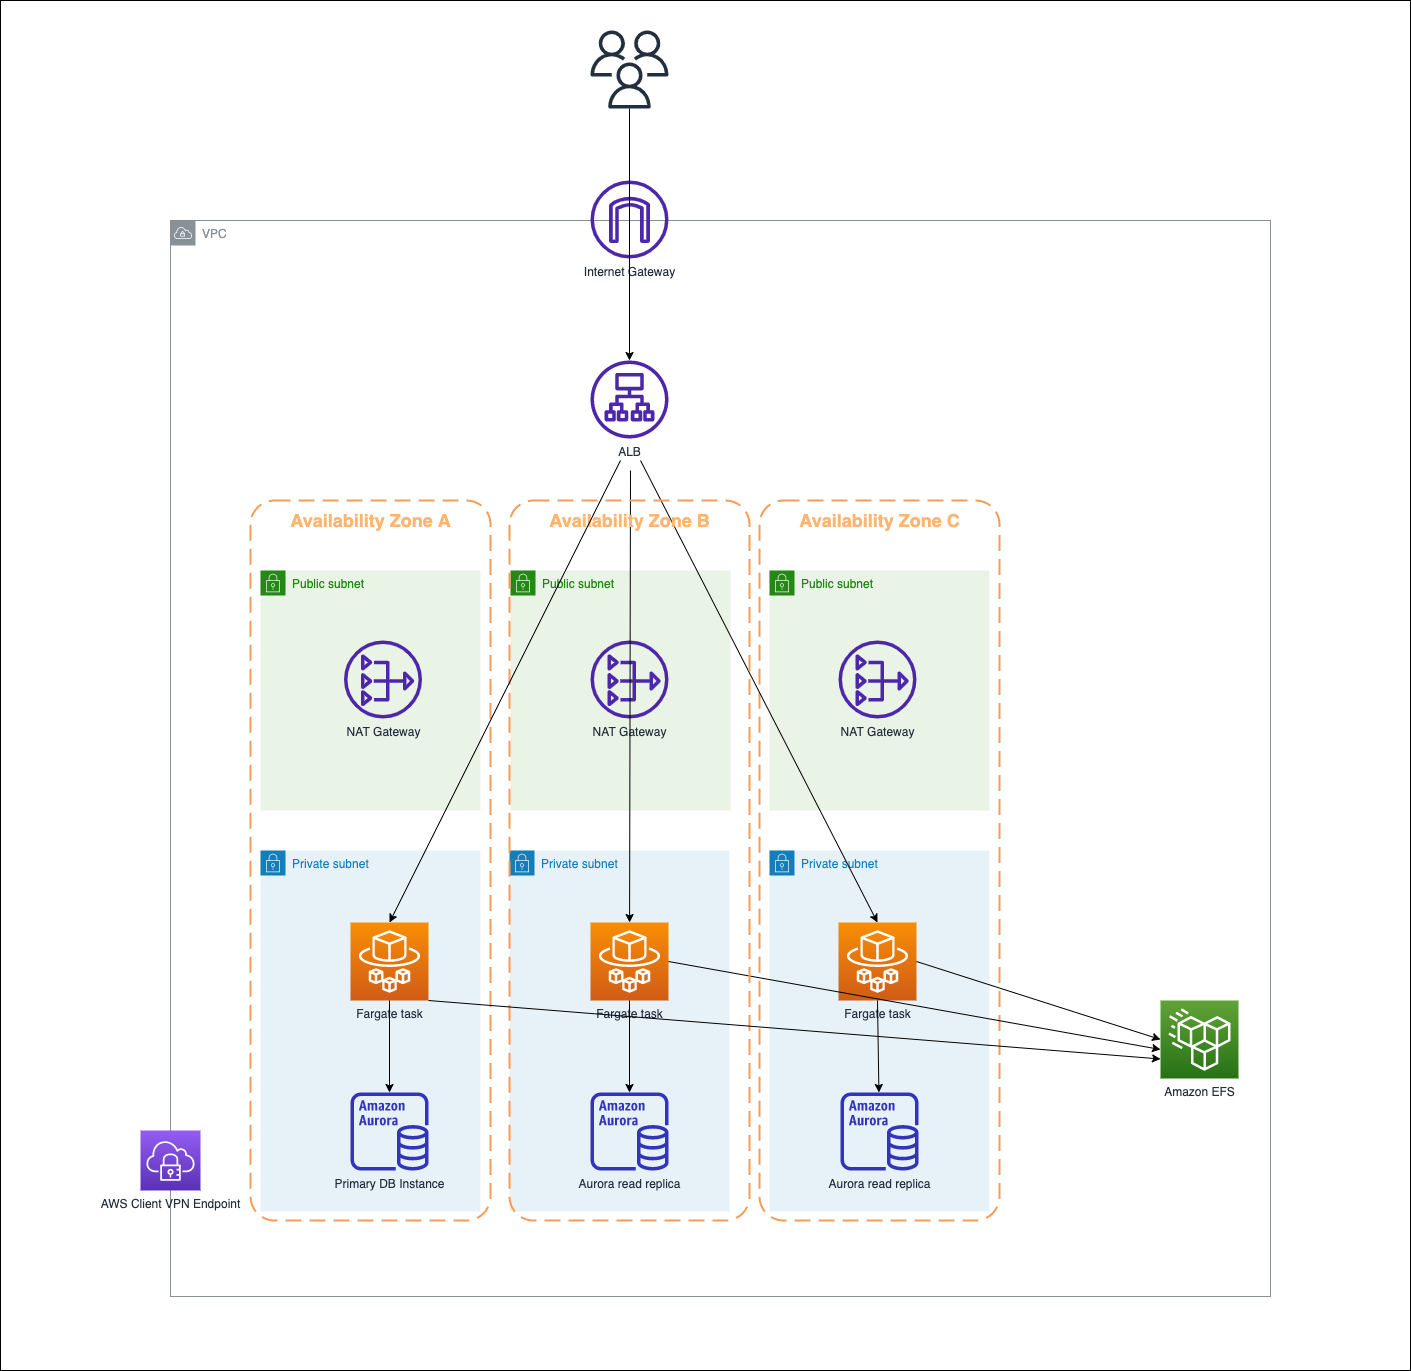 VPC
Internet Gateway
ALB
Availability Zone A
Availability Zone B
Availability Zone C
Public subnet
Public subnet
Public subnet
NAT Gateway
NAT Gateway
NAT Gateway
Private subnet
Private subnet
Private subnet
Fargate task
Fargate task
Fargate task
Amazon EFS
Amazon
Aurora
Amazon
Aurora
Amazon
Aurora
Primary DB Instance
Aurora read replica
Aurora read replica
AWS Client VPN Endpoint